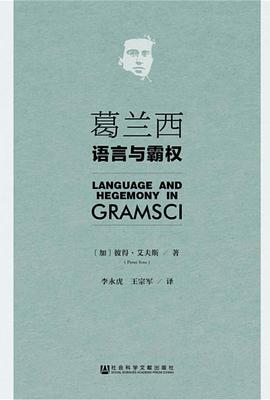 葛兰西
语言与霸权
LANGUAGE AND
HEGEMONY IN
GRAMSCI
［加］彼得·艾夫斯／著
(Peter Ives)
李永虎 王宗军／译
社会科学文献出版社
SOCIAL SCIENCES ACADEMIC PRESS (CHINA)